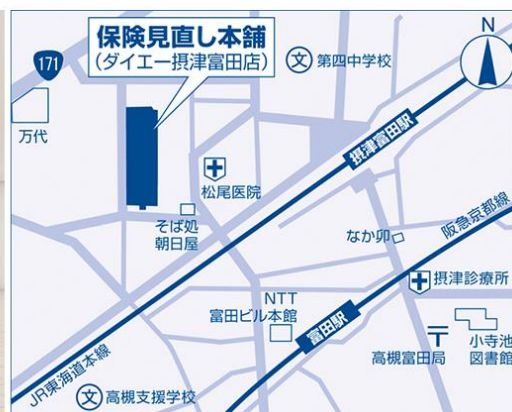 保険見直し本舗
（ダイエー摂津富田店）
N
171
文 第四中学校
万代
摂津富田駅
松尾医院
そば処
朝日屋
なか卯
阪急京都線
摂津診療所
NTT
富田ビル本館
富田駅
高槻富田局
小寺池
図書館
JR東海道本線
文 高槻支援学校